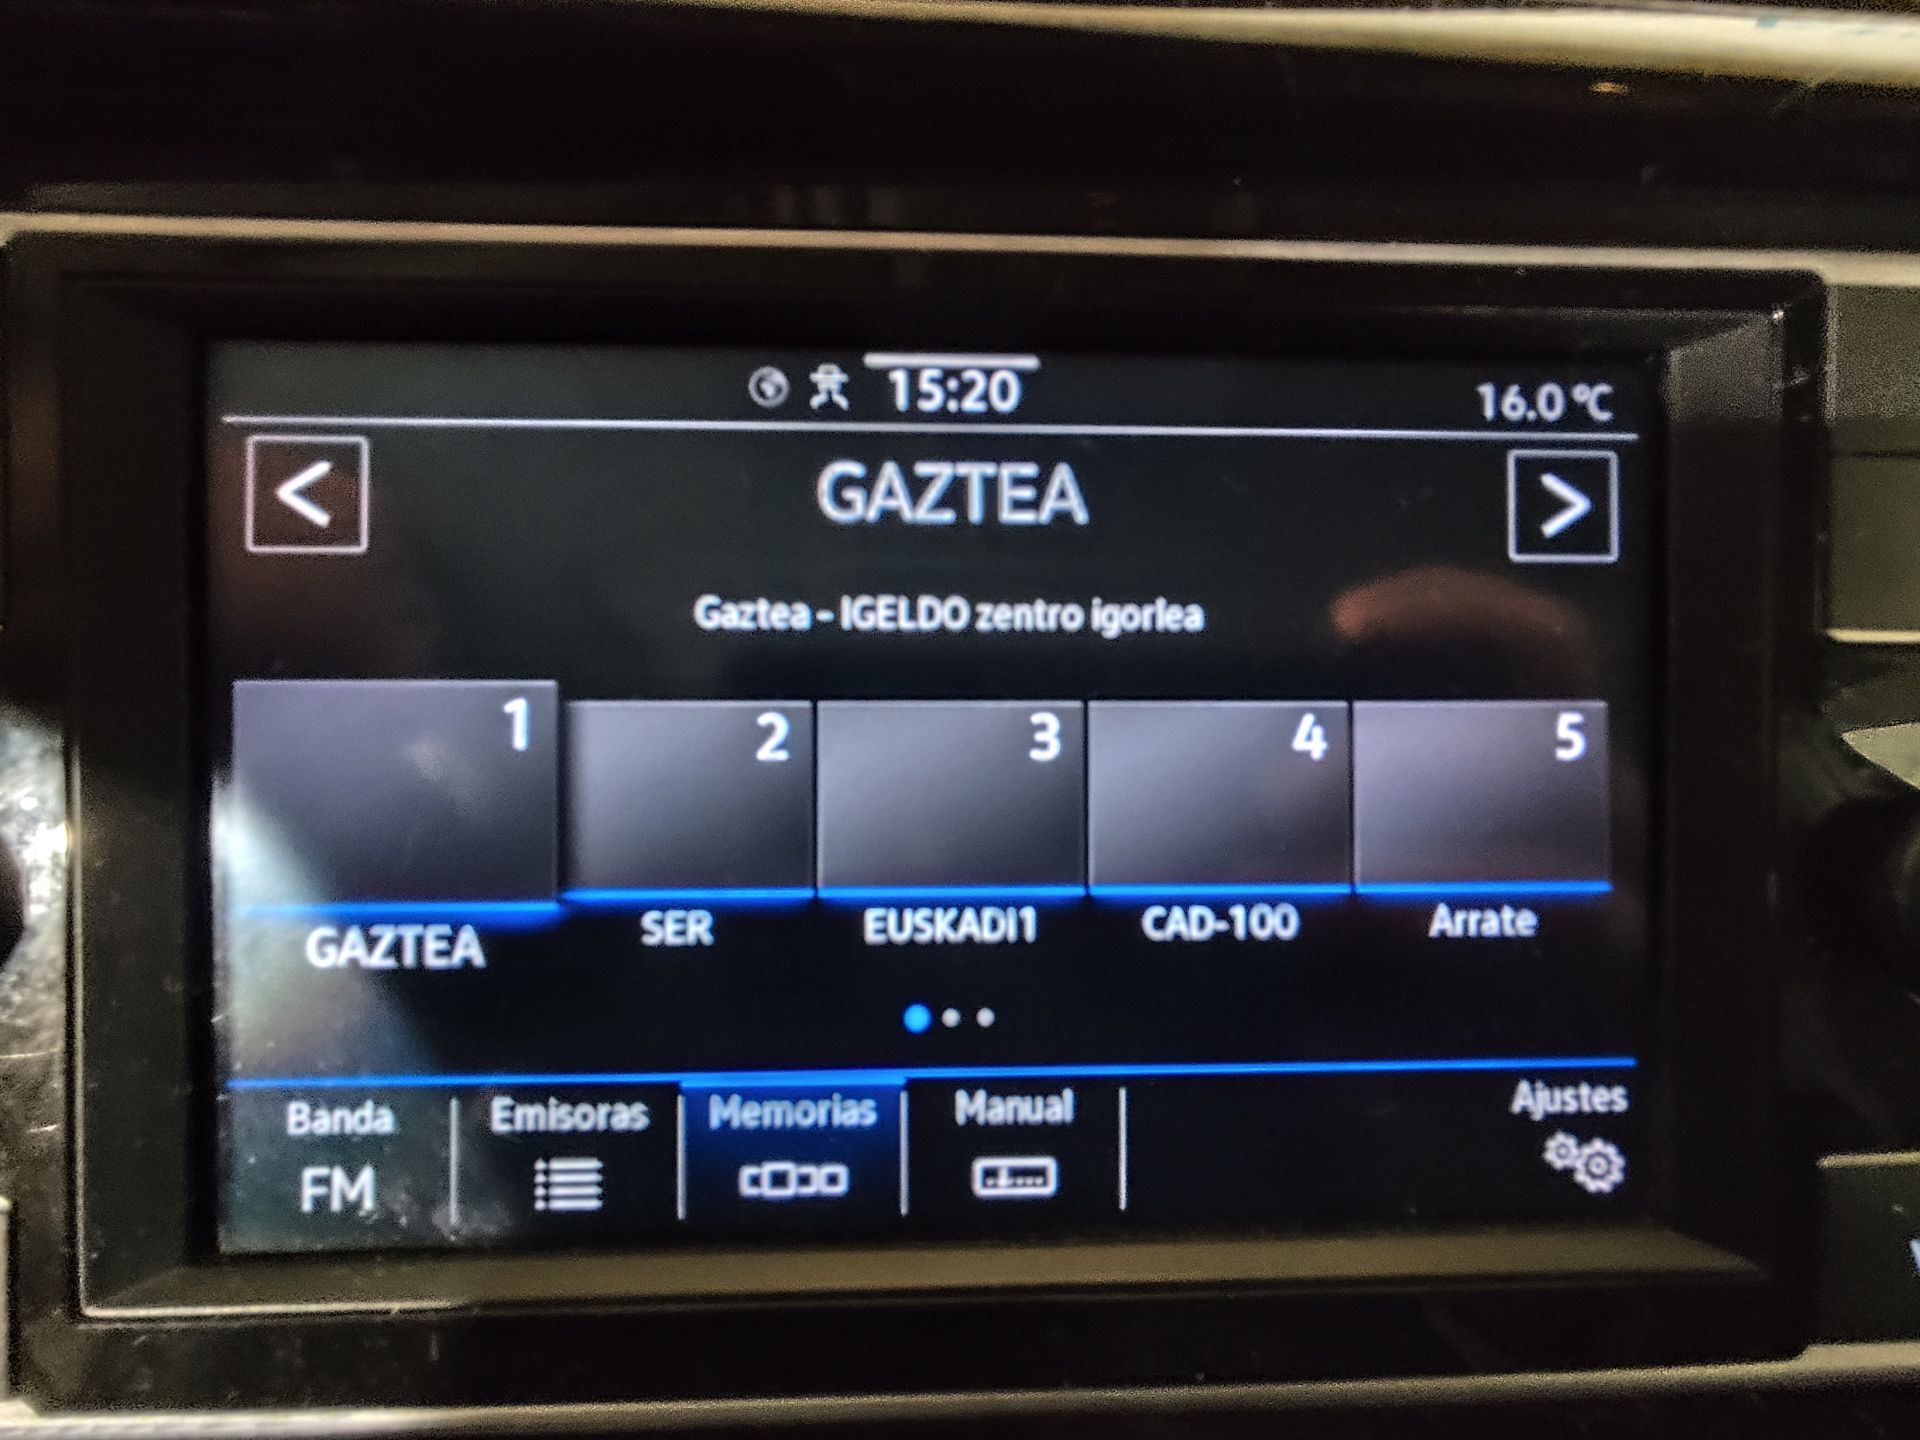 15:20
16.0 ℃
GAZTEA
Gaztea - IGELDO zentro igorlea
1 2 3 4 5
GAZTEA SER EUSKADI1 CAD-100 Arrate
Banda Emisoras Memorias Manual Ajustes
FM